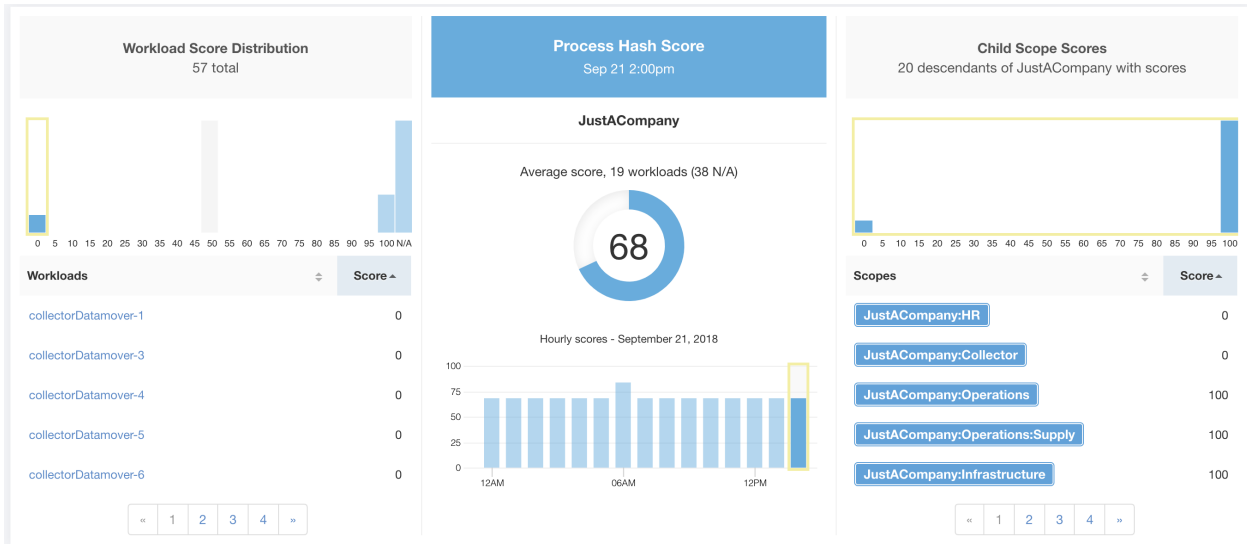 Workload Score Distribution
57 total
0 5 10 15 20 25 30 35 40 45 50 55 60 65 70 75 80 85 90 95 100 N/A
Workloads Score
collectorDatamover-1 0
collectorDatamover-3 0
collectorDatamover-4 0
collectorDatamover-5 0
collectorDatamover-6 0
« 1 2 3 4 »
Process Hash Score
Sep 21 2:00pm
JustACompany
Average score, 19 workloads (38 N/A)
68
Hourly scores - September 21, 2018
100
75
50
25
0
12AM 06AM 12PM
Child Scope Scores
20 descendants of JustACompany with scores
0 5 10 15 20 25 30 35 40 45 50 55 60 65 70 75 80 85 90 95 100
Scopes Score
JustACompany:HR 0
JustACompany:Collector 0
JustACompany:Operations 100
JustACompany:Operations:Supply 100
JustACompany:Infrastructure 100
« 1 2 3 4 »